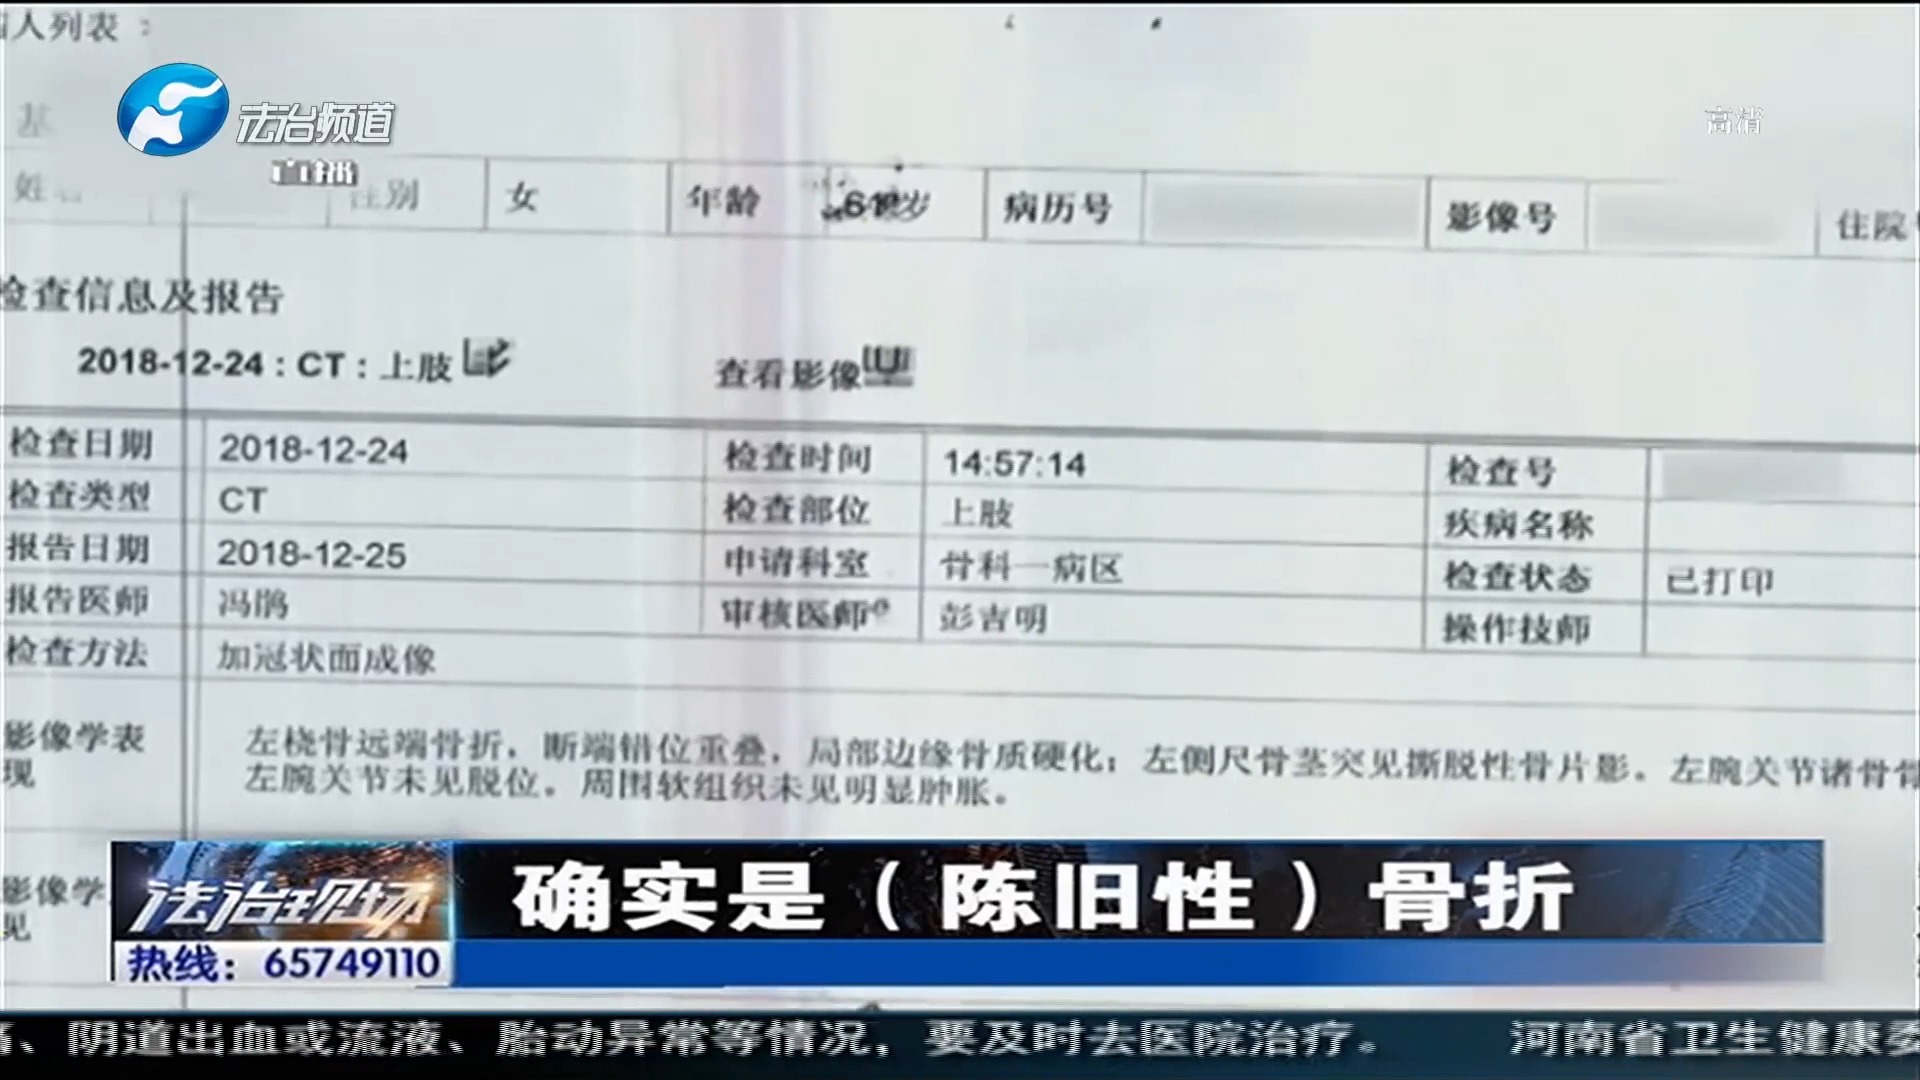 人列表：
法治频道
高清
基
直播
姓名 性别 女 年龄 岁 病历号 影像号 住院
检查信息及报告
2018-12-24：CT：上肢 查看影像
检查日期 2018-12-24 检查时间 14:57:14 检查号
检查类型 CT 检查部位 上肢 疾病名称
报告日期 2018-12-25 申请科室 骨科一病区 检查状态 已打印
报告医师 冯鹃 审核医师 彭吉明 操作技师
检查方法 加冠状面成像
影像学表现 左桡骨远端骨折，断端错位重叠，局部边缘骨质硬化；左侧尺骨茎突见撕脱性骨片影。左腕关节诸骨骨
左腕关节未见脱位。周围软组织未见明显肿胀。
影像学
见
法治现场 确实是（陈旧性）骨折
热线：65749110
、阴道出血或流液、胎动异常等情况，要及时去医院治疗。 河南省卫生健康委